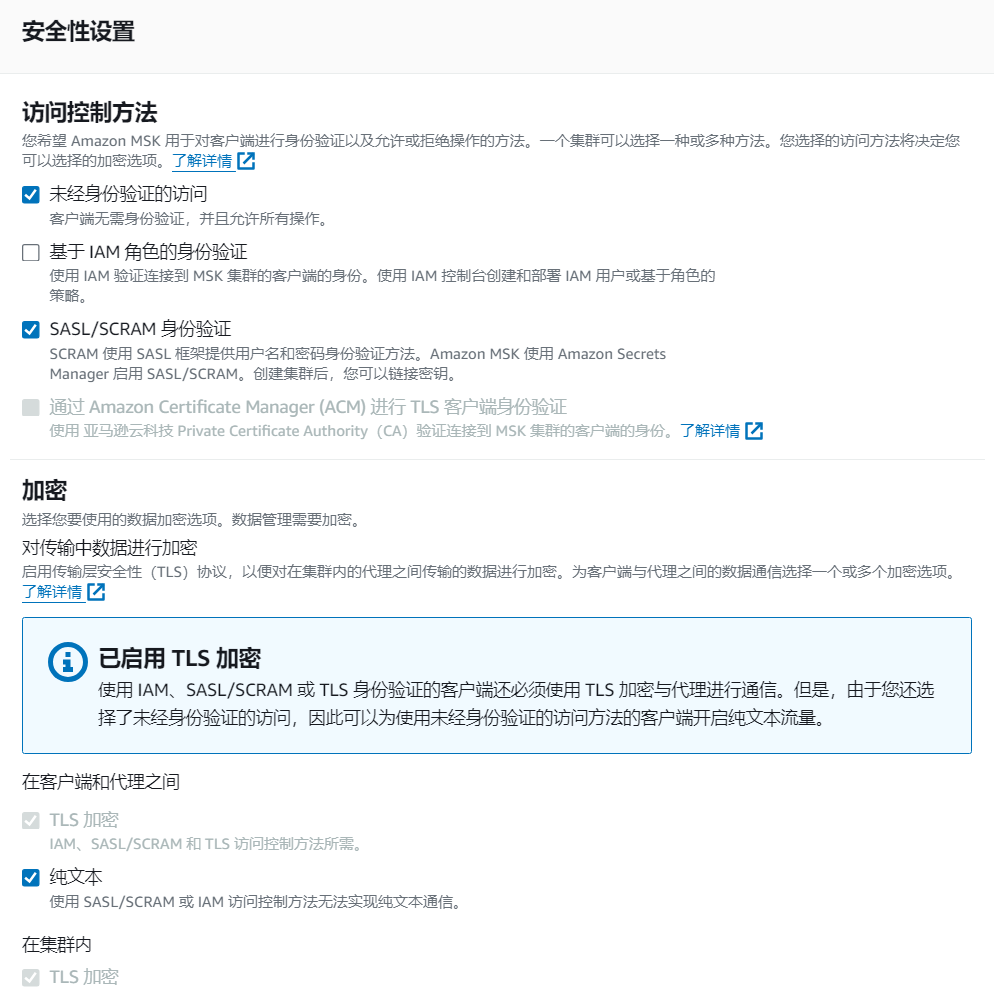 安全性设置
访问控制方法
您希望 Amazon MSK 用于对客户端进行身份验证以及允许或拒绝操作的方法。一个集群可以选择一种或多种方法。您选择的访问方法将决定您
可以选择的加密选项。了解详情
未经身份验证的访问
客户端无需身份验证，并且允许所有操作。
基于 IAM 角色的身份验证
使用 IAM 验证连接到 MSK 集群的客户端的身份。使用 IAM 控制台创建和部署 IAM 用户或基于角色的
策略。
SASL/SCRAM 身份验证
SCRAM 使用 SASL 框架提供用户名和密码身份验证方法。Amazon MSK 使用 Amazon Secrets
Manager 启用 SASL/SCRAM。创建集群后，您可以链接密钥。
通过 Amazon Certificate Manager (ACM) 进行 TLS 客户端身份验证
使用 亚马逊云科技 Private Certificate Authority（CA）验证连接到 MSK 集群的客户端的身份。了解详情
加密
选择您要使用的数据加密选项。数据管理需要加密。
对传输中数据进行加密
启用传输层安全性（TLS）协议，以便对在集群内的代理之间传输的数据进行加密。为客户端与代理之间的数据通信选择一个或多个加密选项。
了解详情
已启用 TLS 加密
使用 IAM、SASL/SCRAM 或 TLS 身份验证的客户端还必须使用 TLS 加密与代理进行通信。但是，由于您还选
择了未经身份验证的访问，因此可以为使用未经身份验证的访问方法的客户端开启纯文本流量。
在客户端和代理之间
TLS 加密
IAM、SASL/SCRAM 和 TLS 访问控制方法所需。
纯文本
使用 SASL/SCRAM 或 IAM 访问控制方法无法实现纯文本通信。
在集群内
TLS 加密